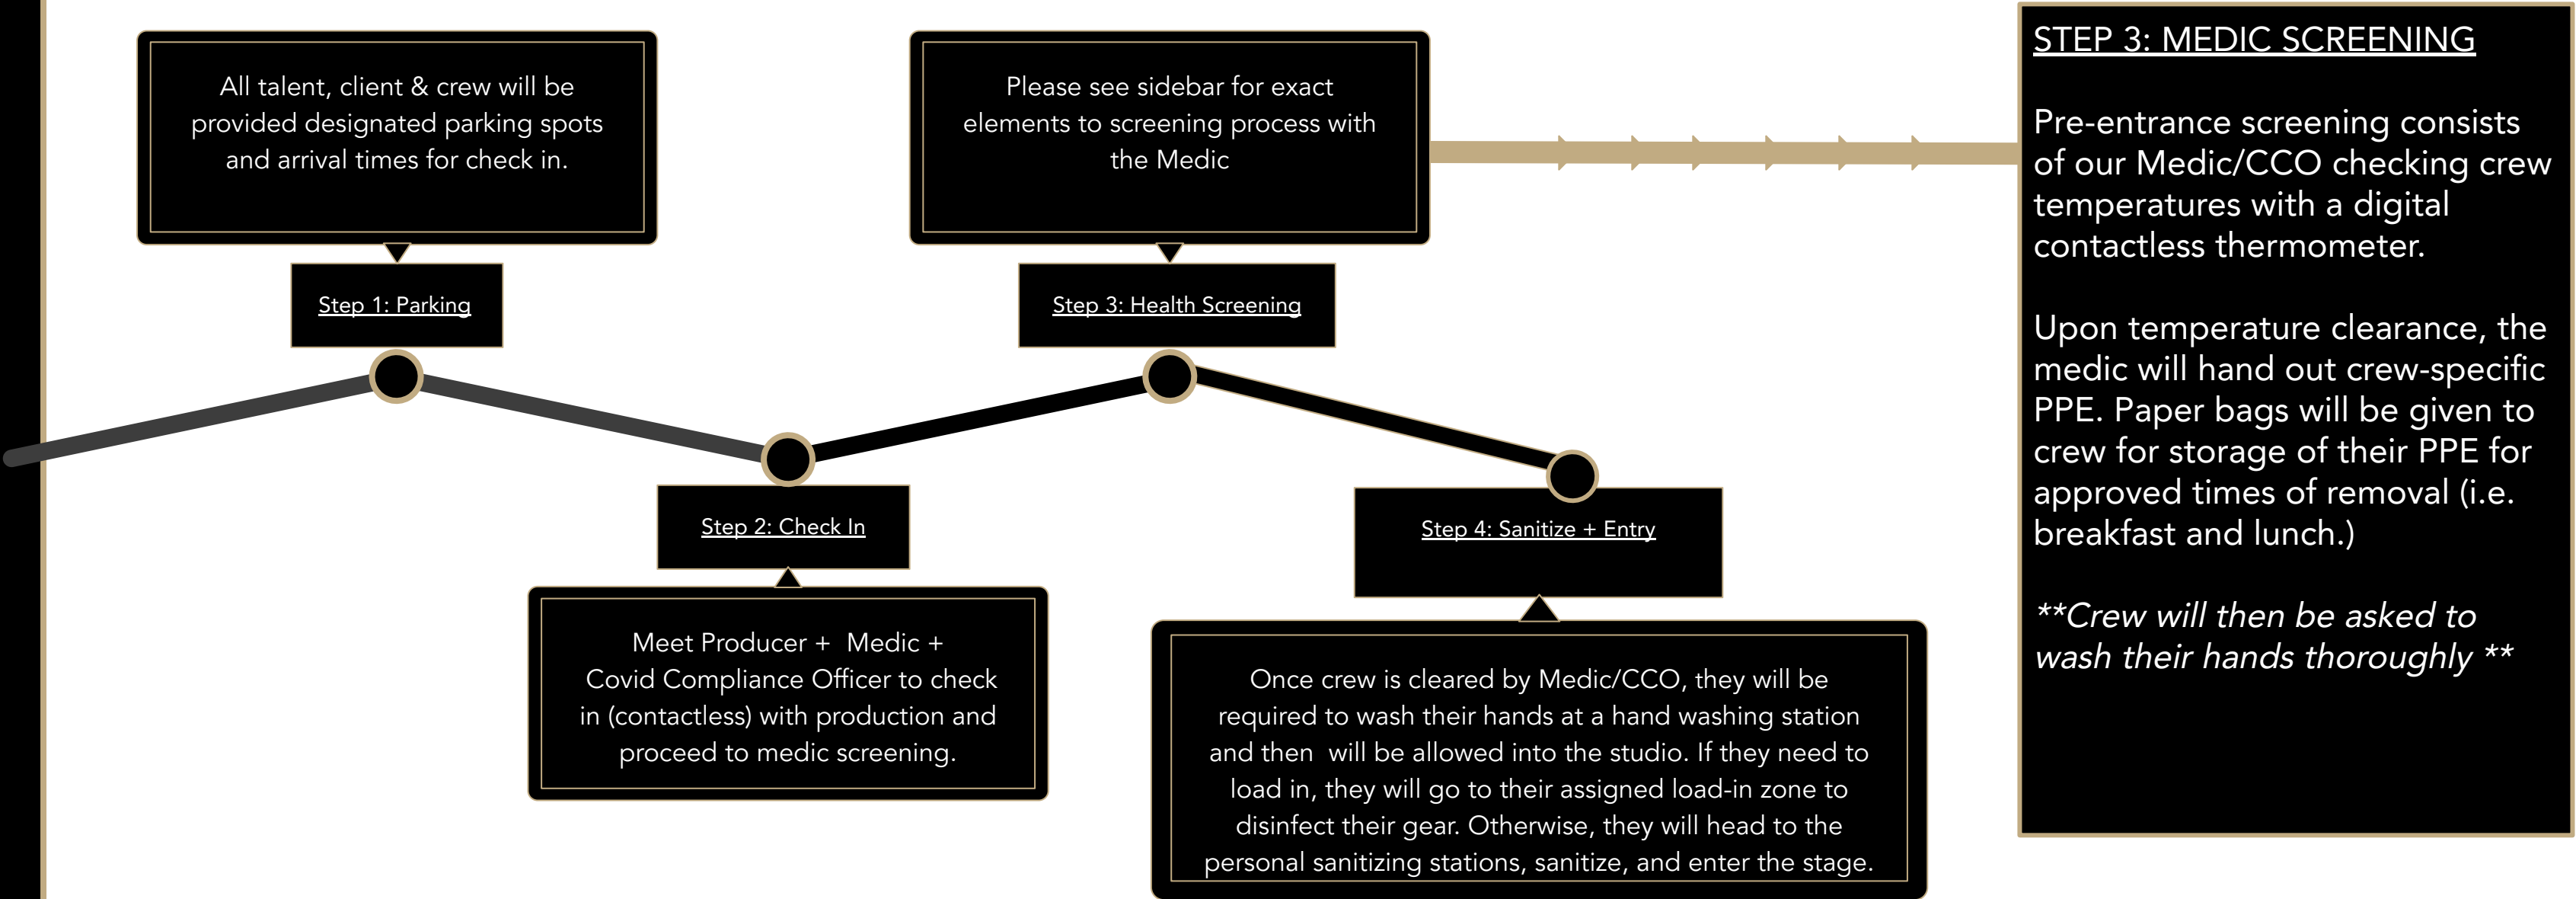 All talent, client & crew will be
provided designated parking spots
and arrival times for check in.
Step 1: Parking
Meet Producer + Medic +
Covid Compliance Officer to check
in (contactless) with production and
proceed to medic screening.
Step 2: Check In
Please see sidebar for exact
elements to screening process with
the Medic
Step 3: Health Screening
Step 4: Sanitize + Entry
Once crew is cleared by Medic/CCO, they will be
required to wash their hands at a hand washing station
and then will be allowed into the studio. If they need to
load in, they will go to their assigned load-in zone to
disinfect their gear. Otherwise, they will head to the
personal sanitizing stations, sanitize, and enter the stage.
STEP 3: MEDIC SCREENING
Pre-entrance screening consists
of our Medic/CCO checking crew
temperatures with a digital
contactless thermometer.
Upon temperature clearance, the
medic will hand out crew-specific
PPE. Paper bags will be given to
crew for storage of their PPE for
approved times of removal (i.e.
breakfast and lunch.)
**Crew will then be asked to
wash their hands thoroughly **